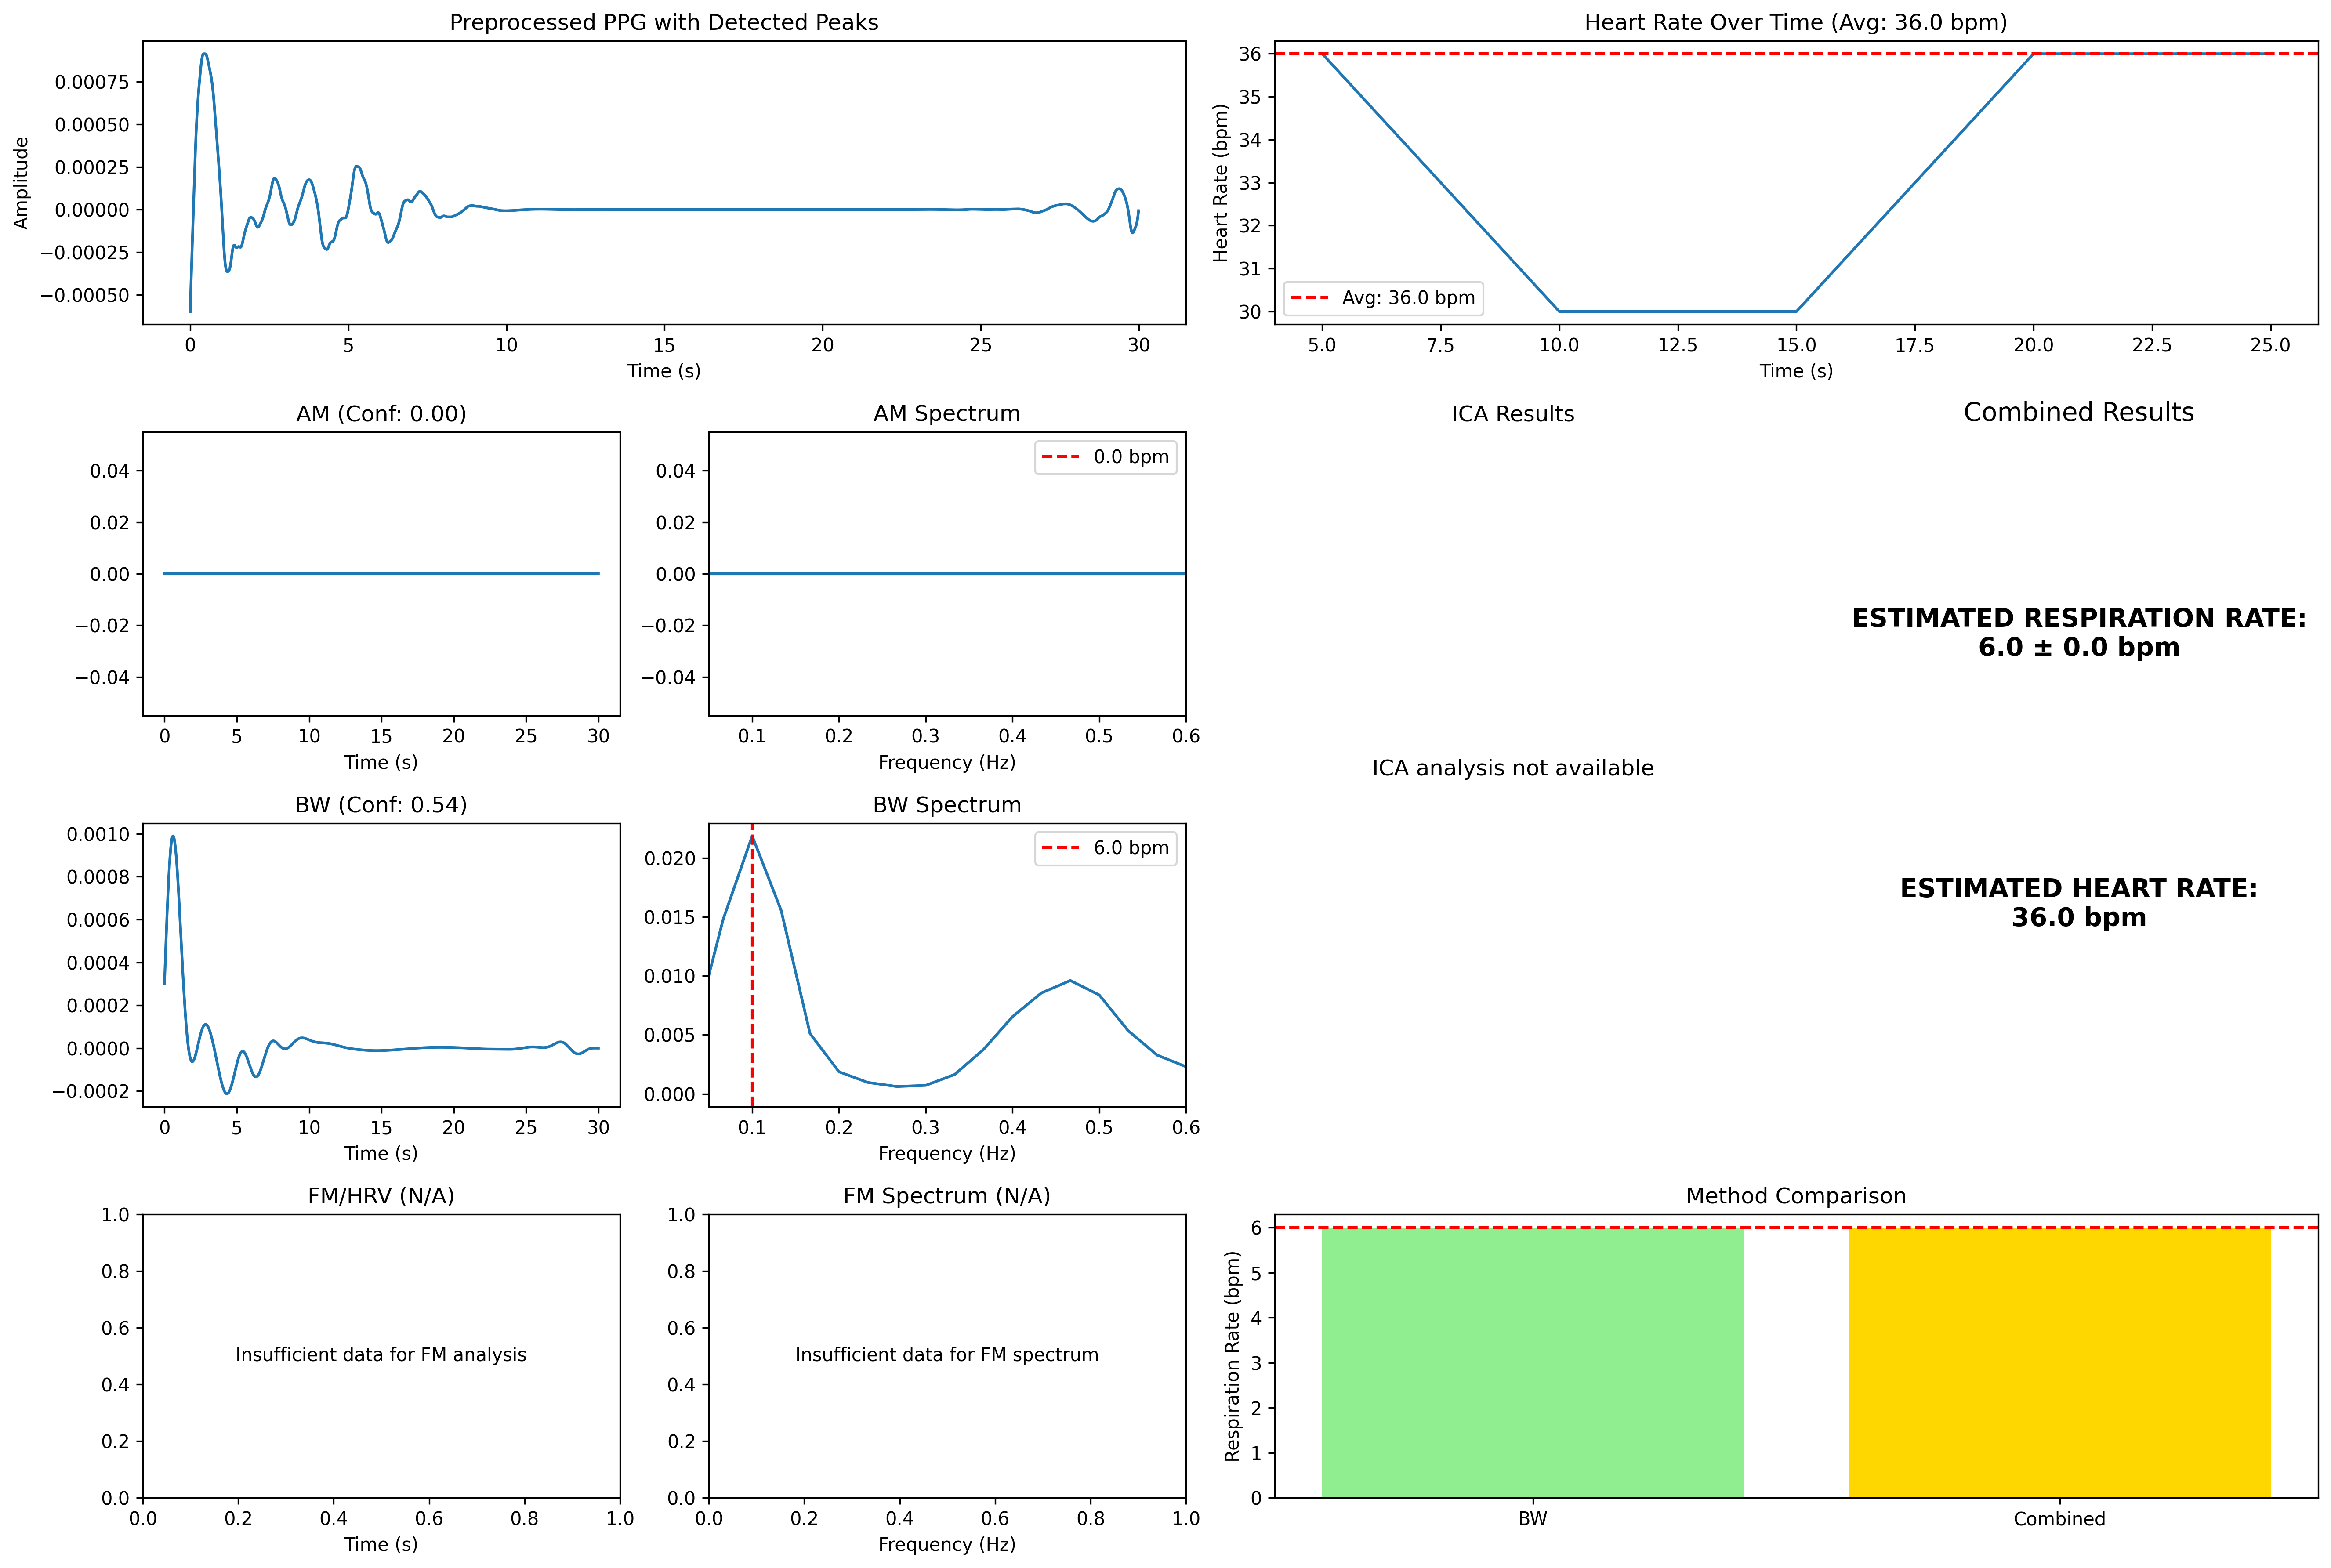 Preprocessed PPG with Detected Peaks
Amplitude
0.00075
0.00050
0.00025
0.00000
−0.00025
−0.00050
0 5 10 15 20 25 30
Time (s)
Heart Rate Over Time (Avg: 36.0 bpm)
Heart Rate (bpm)
36
35
34
33
32
31
30
Avg: 36.0 bpm
5.0 7.5 10.0 12.5 15.0 17.5 20.0 22.5 25.0
Time (s)
AM (Conf: 0.00)
0.04
0.02
0.00
−0.02
−0.04
0 5 10 15 20 25 30
Time (s)
AM Spectrum
0.0 bpm
0.04
0.02
0.00
−0.02
−0.04
0.1 0.2 0.3 0.4 0.5 0.6
Frequency (Hz)
ICA Results
ICA analysis not available
Combined Results
ESTIMATED RESPIRATION RATE:
6.0 ± 0.0 bpm
ESTIMATED HEART RATE:
36.0 bpm
BW (Conf: 0.54)
0.0010
0.0008
0.0006
0.0004
0.0002
0.0000
−0.0002
0 5 10 15 20 25 30
Time (s)
BW Spectrum
6.0 bpm
0.020
0.015
0.010
0.005
0.000
0.1 0.2 0.3 0.4 0.5 0.6
Frequency (Hz)
FM/HRV (N/A)
1.0
0.8
0.6
0.4
0.2
0.0
Insufficient data for FM analysis
0.0 0.2 0.4 0.6 0.8 1.0
Time (s)
FM Spectrum (N/A)
1.0
0.8
0.6
0.4
0.2
0.0
Insufficient data for FM spectrum
0.0 0.2 0.4 0.6 0.8 1.0
Frequency (Hz)
Method Comparison
Respiration Rate (bpm)
6
5
4
3
2
1
0
BW Combined